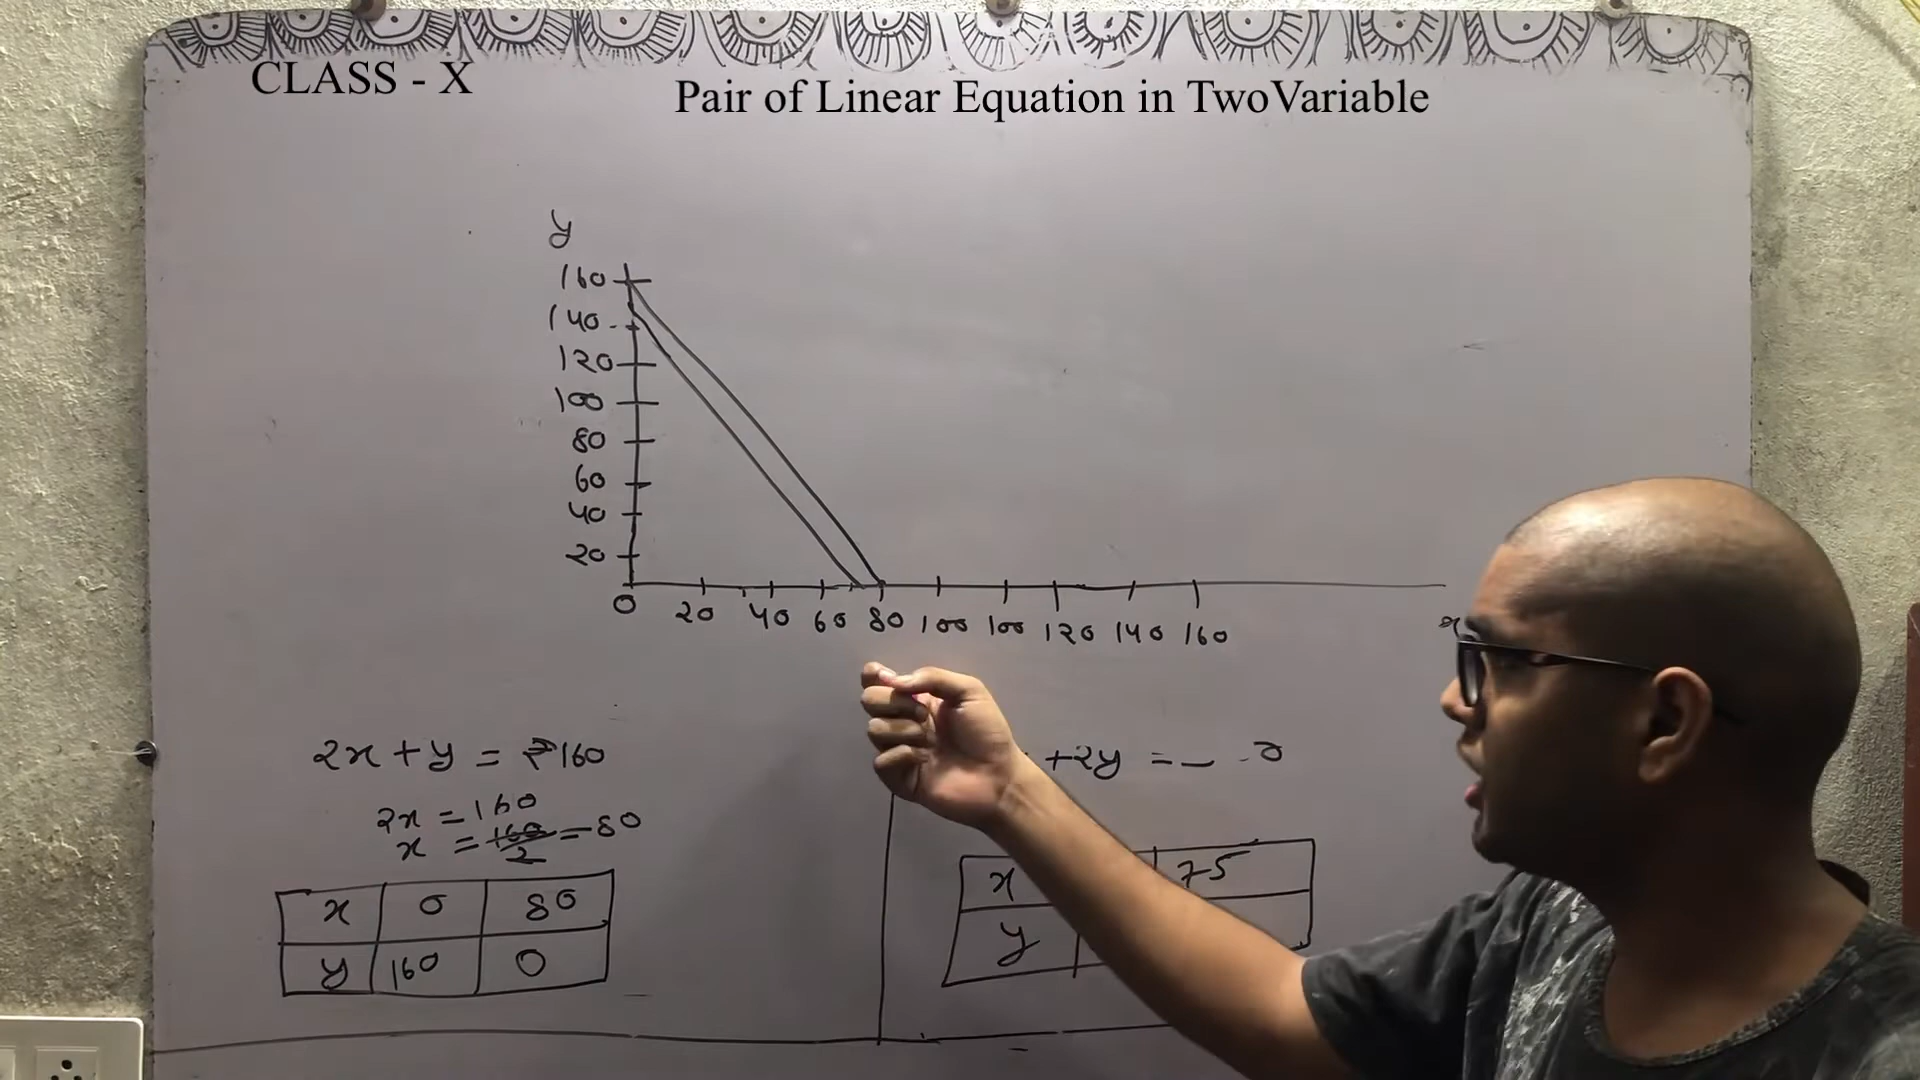 CLASS - X
Pair of Linear Equation in TwoVariable
y
160
140
120
100
80
60
40
20
0 20 40 60 80 100 100 120 140 160
x
2x + y = 160
2x = 160
x = 160/2 = 80
x 0 80
y 160 0
+2y =
x 75
y